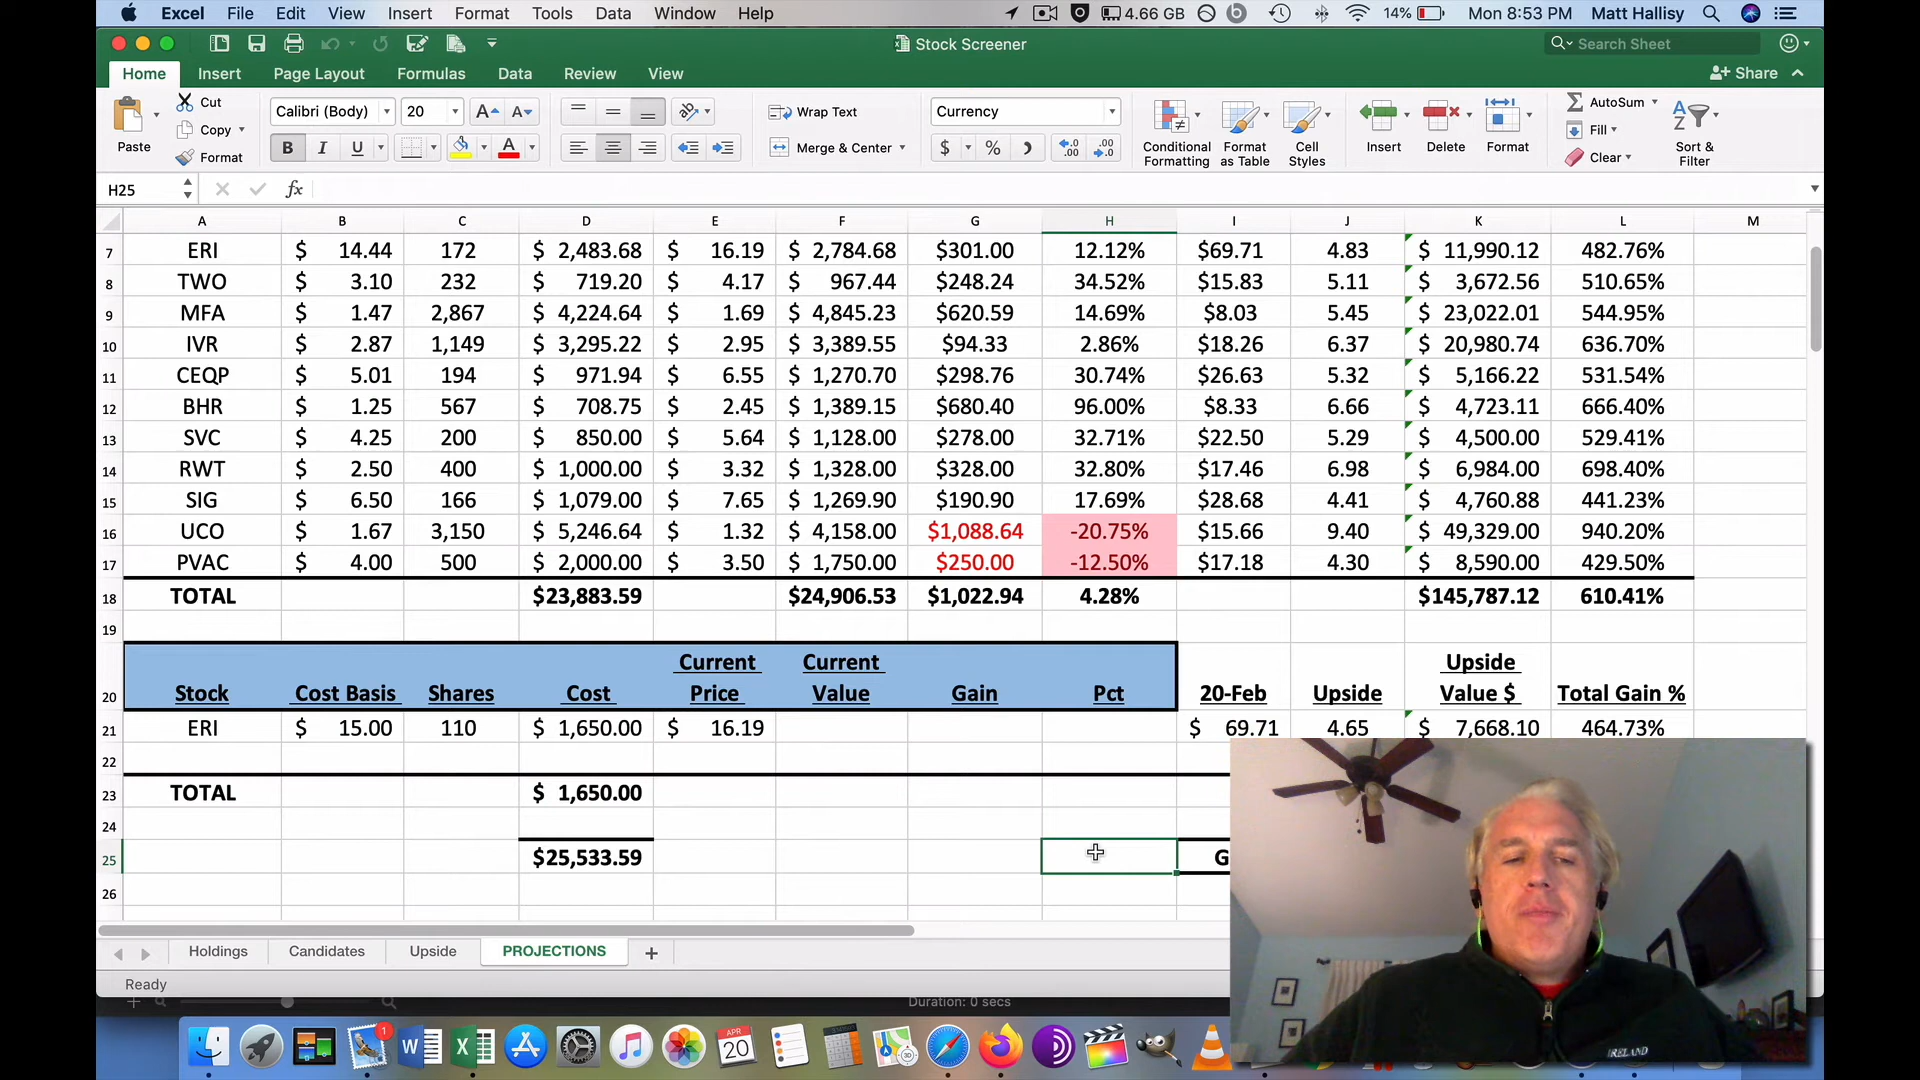 Excel File Edit View Insert Format Tools Data Window Help 4.66 GB 14% Mon 8:53 PM Matt Hallisy
Stock Screener
Search Sheet
Home Insert Page Layout Formulas Data Review View Share
Paste
Cut
Copy
Format
Calibri (Body) 20
Wrap Text
Merge & Center
Currency
Conditional Formatting
Format as Table
Cell Styles
Insert
Delete
Format
AutoSum
Fill
Clear
Sort & Filter
H25 fx
A B C D E F G H I J K L M
7 ERI $ 14.44 172 $ 2,483.68 $ 16.19 $ 2,784.68 $301.00 12.12% $69.71 4.83 $ 11,990.12 482.76%
8 TWO $ 3.10 232 $ 719.20 $ 4.17 $ 967.44 $248.24 34.52% $15.83 5.11 $ 3,672.56 510.65%
9 MFA $ 1.47 2,867 $ 4,224.64 $ 1.69 $ 4,845.23 $620.59 14.69% $8.03 5.45 $ 23,022.01 544.95%
10 IVR $ 2.87 1,149 $ 3,295.22 $ 2.95 $ 3,389.55 $94.33 2.86% $18.26 6.37 $ 20,980.74 636.70%
11 CEQP $ 5.01 194 $ 971.94 $ 6.55 $ 1,270.70 $298.76 30.74% $26.63 5.32 $ 5,166.22 531.54%
12 BHR $ 1.25 567 $ 708.75 $ 2.45 $ 1,389.15 $680.40 96.00% $8.33 6.66 $ 4,723.11 666.40%
13 SVC $ 4.25 200 $ 850.00 $ 5.64 $ 1,128.00 $278.00 32.71% $22.50 5.29 $ 4,500.00 529.41%
14 RWT $ 2.50 400 $ 1,000.00 $ 3.32 $ 1,328.00 $328.00 32.80% $17.46 6.98 $ 6,984.00 698.40%
15 SIG $ 6.50 166 $ 1,079.00 $ 7.65 $ 1,269.90 $190.90 17.69% $28.68 4.41 $ 4,760.88 441.23%
16 UCO $ 1.67 3,150 $ 5,246.64 $ 1.32 $ 4,158.00 $1,088.64 -20.75% $15.66 9.40 $ 49,329.00 940.20%
17 PVAC $ 4.00 500 $ 2,000.00 $ 3.50 $ 1,750.00 $250.00 -12.50% $17.18 4.30 $ 8,590.00 429.50%
18 TOTAL $23,883.59 $24,906.53 $1,022.94 4.28% $145,787.12 610.41%
19
Current Current Upside
20 Stock Cost Basis Shares Cost Price Value Gain Pct 20-Feb Upside Value $ Total Gain %
21 ERI $ 15.00 110 $ 1,650.00 $ 16.19 $ 69.71 4.65 $ 7,668.10 464.73%
22
23 TOTAL $ 1,650.00
24
25 $25,533.59 G
26
Holdings Candidates Upside PROJECTIONS
Ready
Duration: 0 secs
1
APR
20
IRELAND